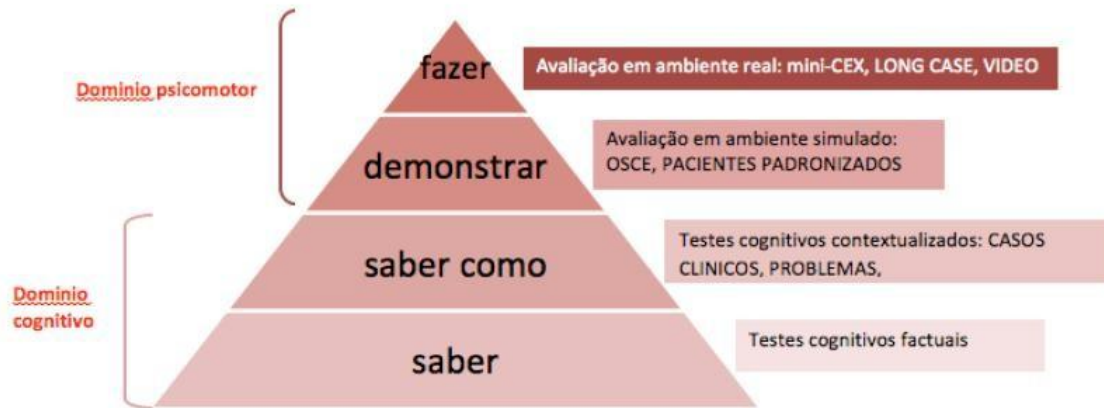 fazer
Avaliação em ambiente real: mini-CEX, LONG CASE, VIDEO
Dominio psicomotor
demonstrar
Avaliação em ambiente simulado:
OSCE, PACIENTES PADRONIZADOS
saber como
Testes cognitivos contextualizados: CASOS
CLINICOS, PROBLEMAS,
Dominio
cognitivo
saber
Testes cognitivos factuais